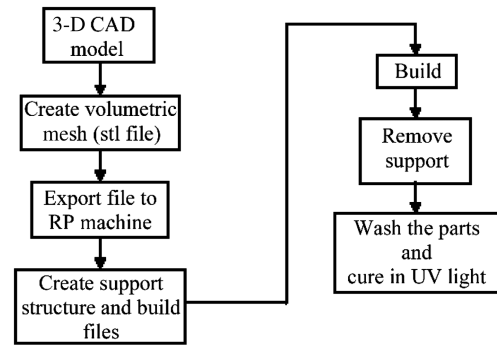 3-D CAD
model
Create volumetric
mesh (stl file)
Export file to
RP machine
Create support
structure and build
files
Build
Remove
support
Wash the parts
and
cure in UV light